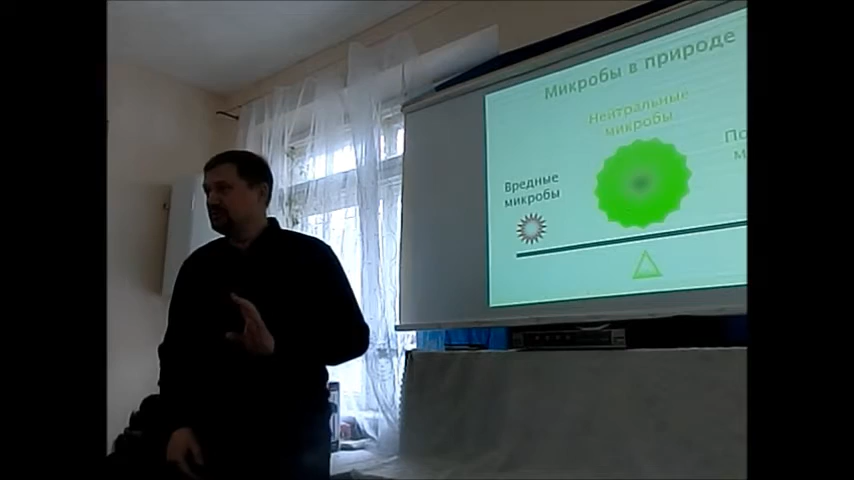 Микробы в природе
Нейтральные
микробы
Вредные
микробы